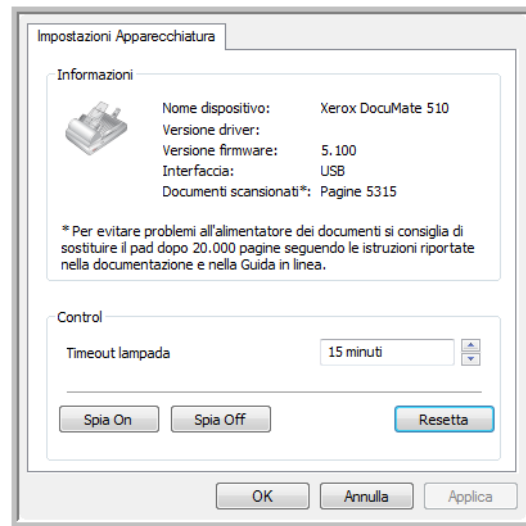 Impostazioni Apparecchiatura
Informazioni
Nome dispositivo: Xerox DocuMate 510
Versione driver:
Versione firmware: 5.100
Interfaccia: USB
Documenti scansionati*: Pagine 5315
* Per evitare problemi all'alimentatore dei documenti si consiglia di
sostituire il pad dopo 20.000 pagine seguendo le istruzioni riportate
nella documentazione e nella Guida in linea.
Control
Timeout lampada 15 minuti
Spia On Spia Off Resetta
OK Annulla Applica